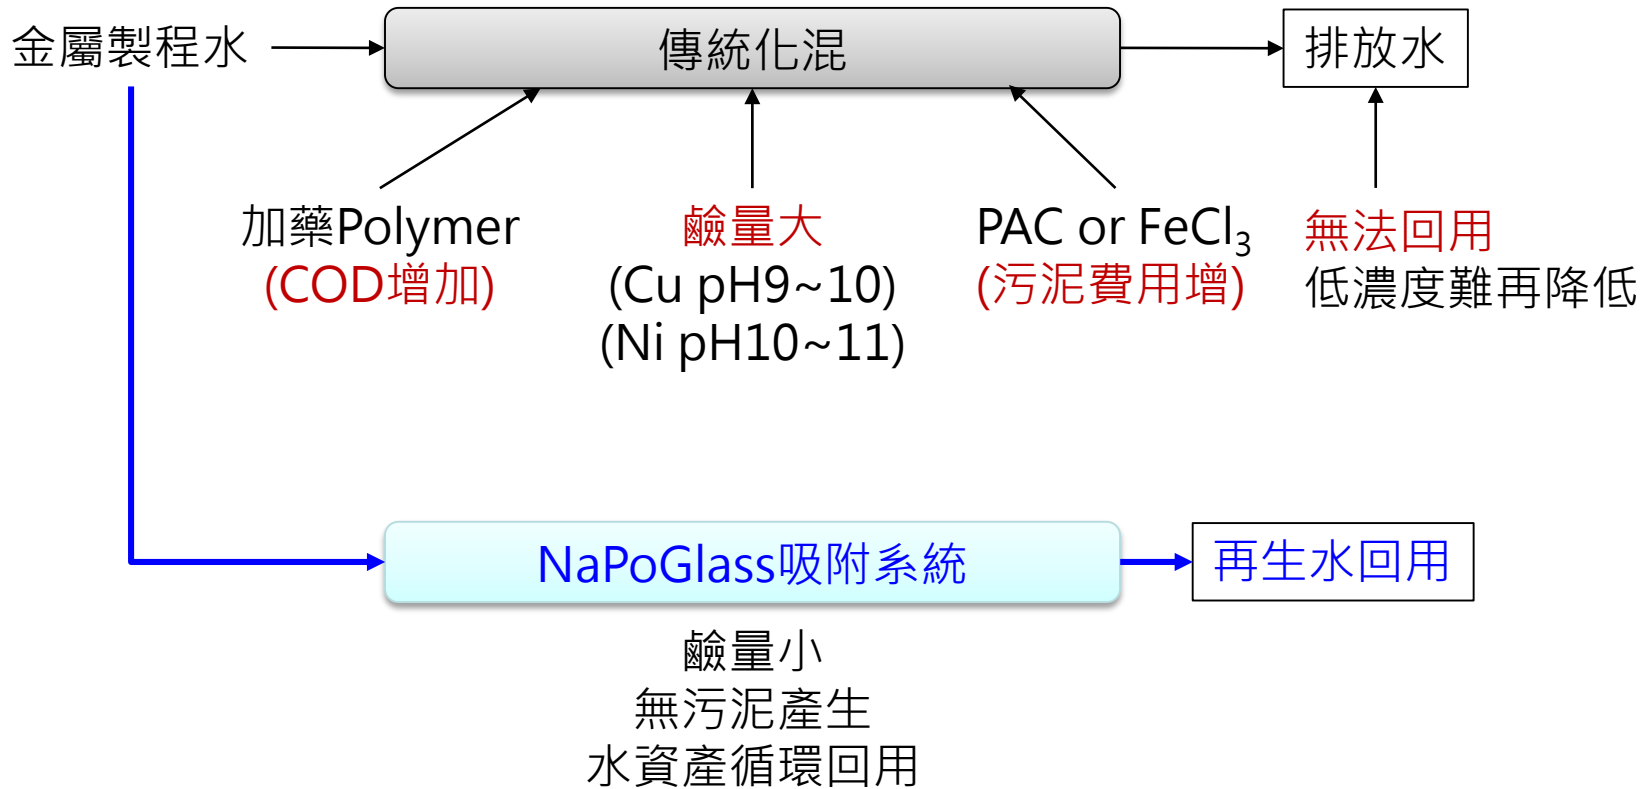 金屬製程水
傳統化混
排放水
加藥Polymer
(COD增加)
鹼量大
(Cu pH9~10)
(Ni pH10~11)
PAC or FeCl₃
(污泥費用增)
無法回用
低濃度難再降低
NaPoGlass吸附系統
再生水回用
鹼量小
無污泥產生
水資產循環回用